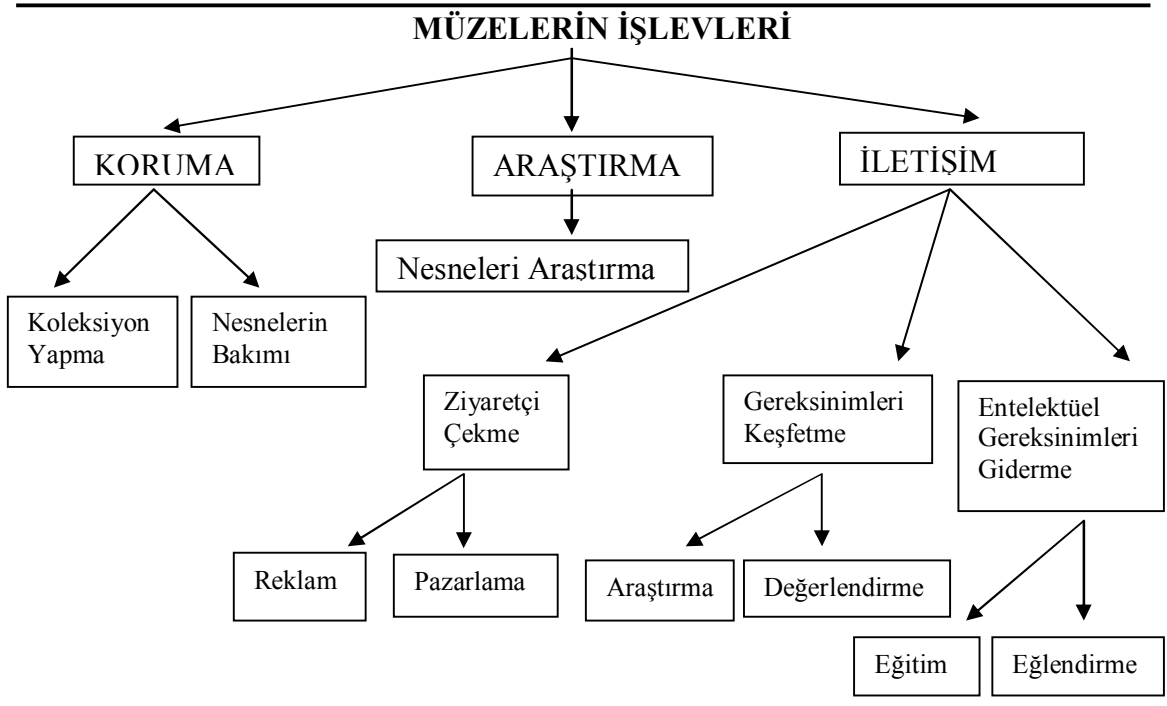 MÜZELERİN İŞLEVLERİ
KORUMA
ARAŞTIRMA
İLETİŞİM
Nesneleri Araştırma
Koleksiyon
Yapma
Nesnelerin
Bakımı
Ziyaretçi
Çekme
Gereksinimleri
Keşfetme
Entelektüel
Gereksinimleri
Giderme
Reklam
Pazarlama
Araştırma
Değerlendirme
Eğitim
Eğlendirme